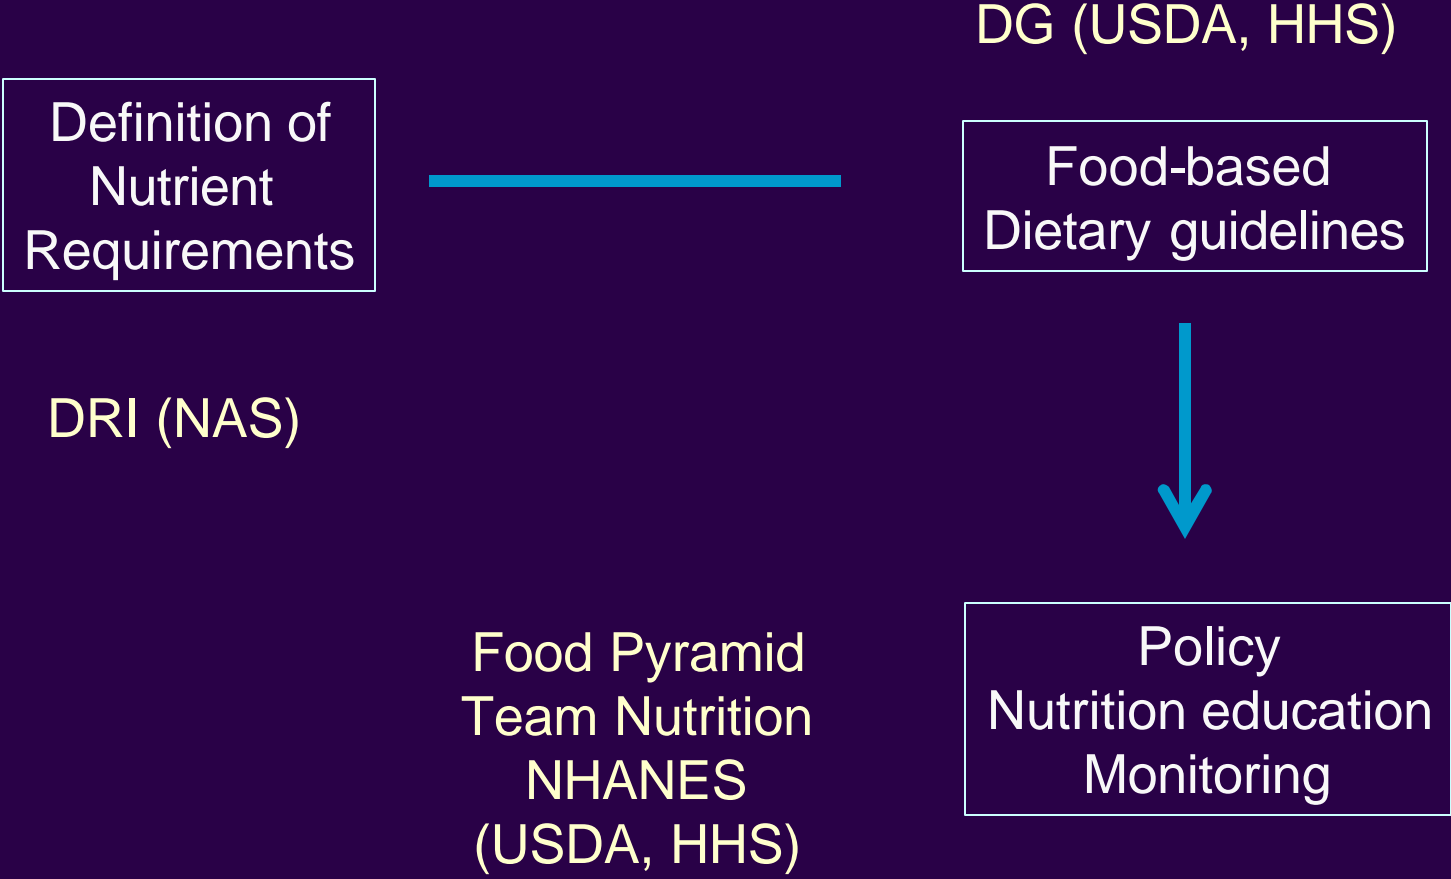 DG (USDA, HHS)
Definition of
Nutrient
Requirements
Food-based
Dietary guidelines
DRI (NAS)
Food Pyramid
Team Nutrition
NHANES
(USDA, HHS)
Policy
Nutrition education
Monitoring